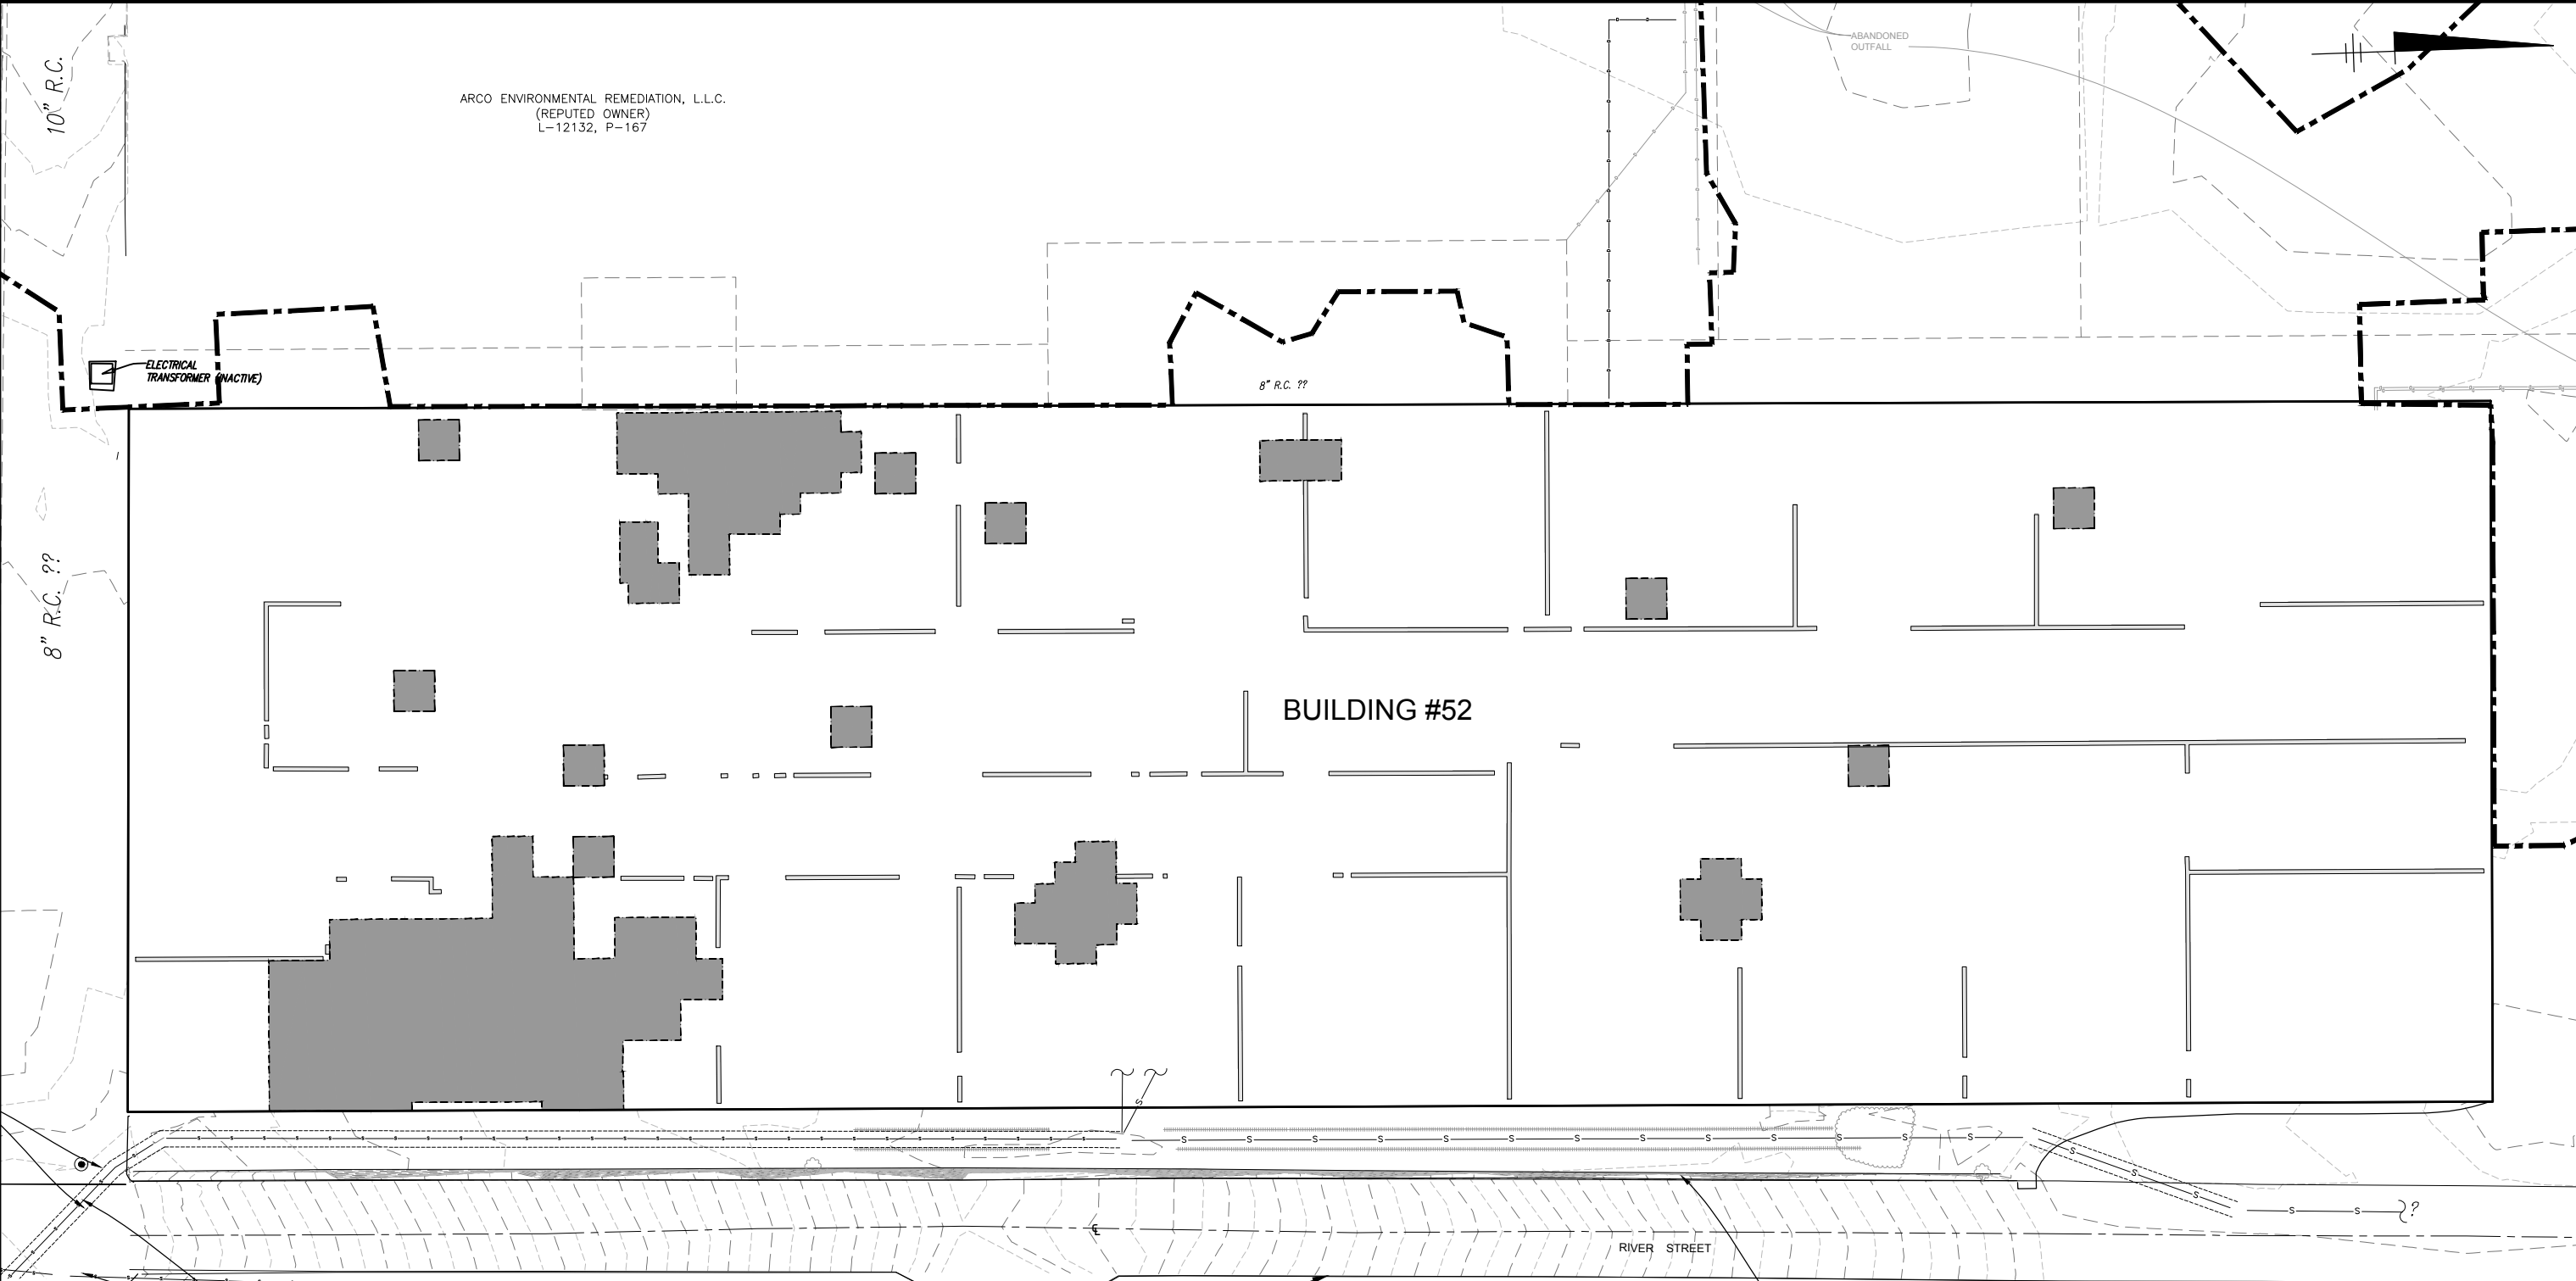 10" R.C.
ABANDONED
OUTFALL
ARCO ENVIRONMENTAL REMEDIATION, L.L.C.
(REPUTED OWNER)
L-12132, P-167
ELECTRICAL
TRANSFORMER (INACTIVE)
8" R.C. ??
8" R.C. ??
BUILDING #52
S
S S S S S S S S S S S S S
S S S
S S ?
RIVER STREET